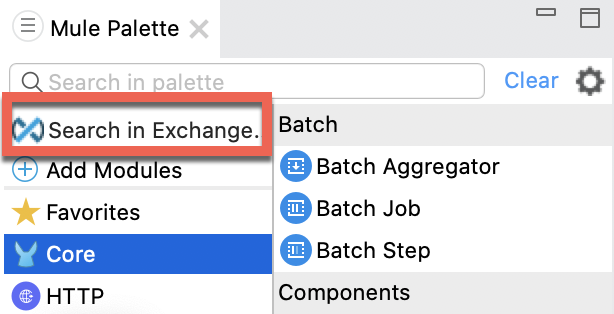 Mule Palette
Search in palette
Clear
Search in Exchange.
Add Modules
Favorites
Core
HTTP
Batch
Batch Aggregator
Batch Job
Batch Step
Components